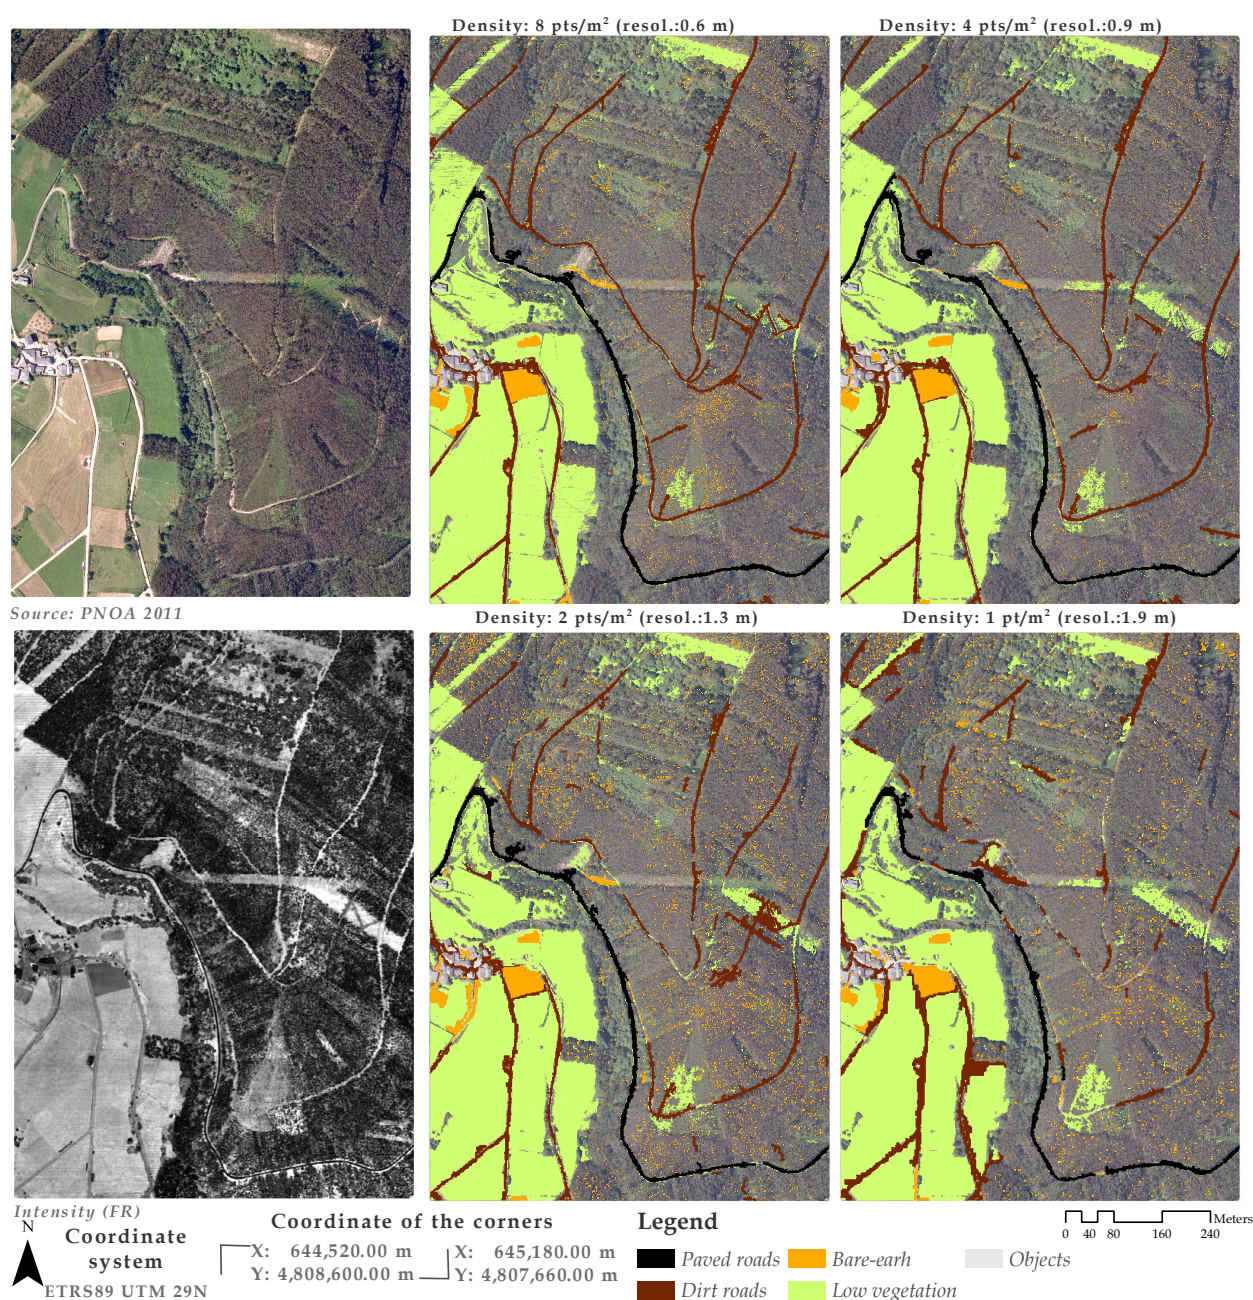 Density: 8 pts/m² (resol.:0.6 m)
Density: 4 pts/m² (resol.:0.9 m)
Source: PNOA 2011
Density: 2 pts/m² (resol.:1.3 m)
Density: 1 pt/m² (resol.:1.9 m)
Intensity (FR)
N
Coordinate
system
ETRS89 UTM 29N
Coordinate of the corners
X: 644,520.00 m
Y: 4,808,600.00 m
X: 645,180.00 m
Y: 4,807,660.00 m
Legend
Paved roads
Bare-earh
Objects
Dirt roads
Low vegetation
Meters
0 40 80 160 240